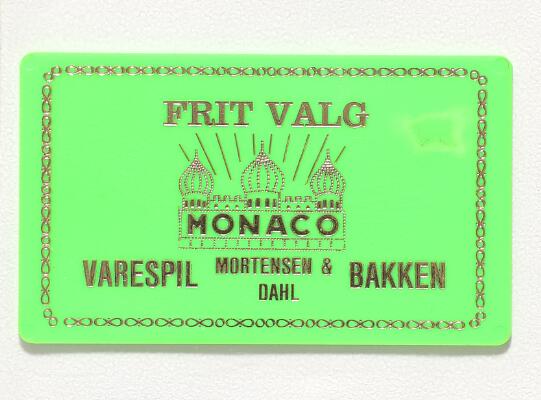 FRIT VALG
MONACO
VARESPIL MORTENSEN & DAHL BAKKEN